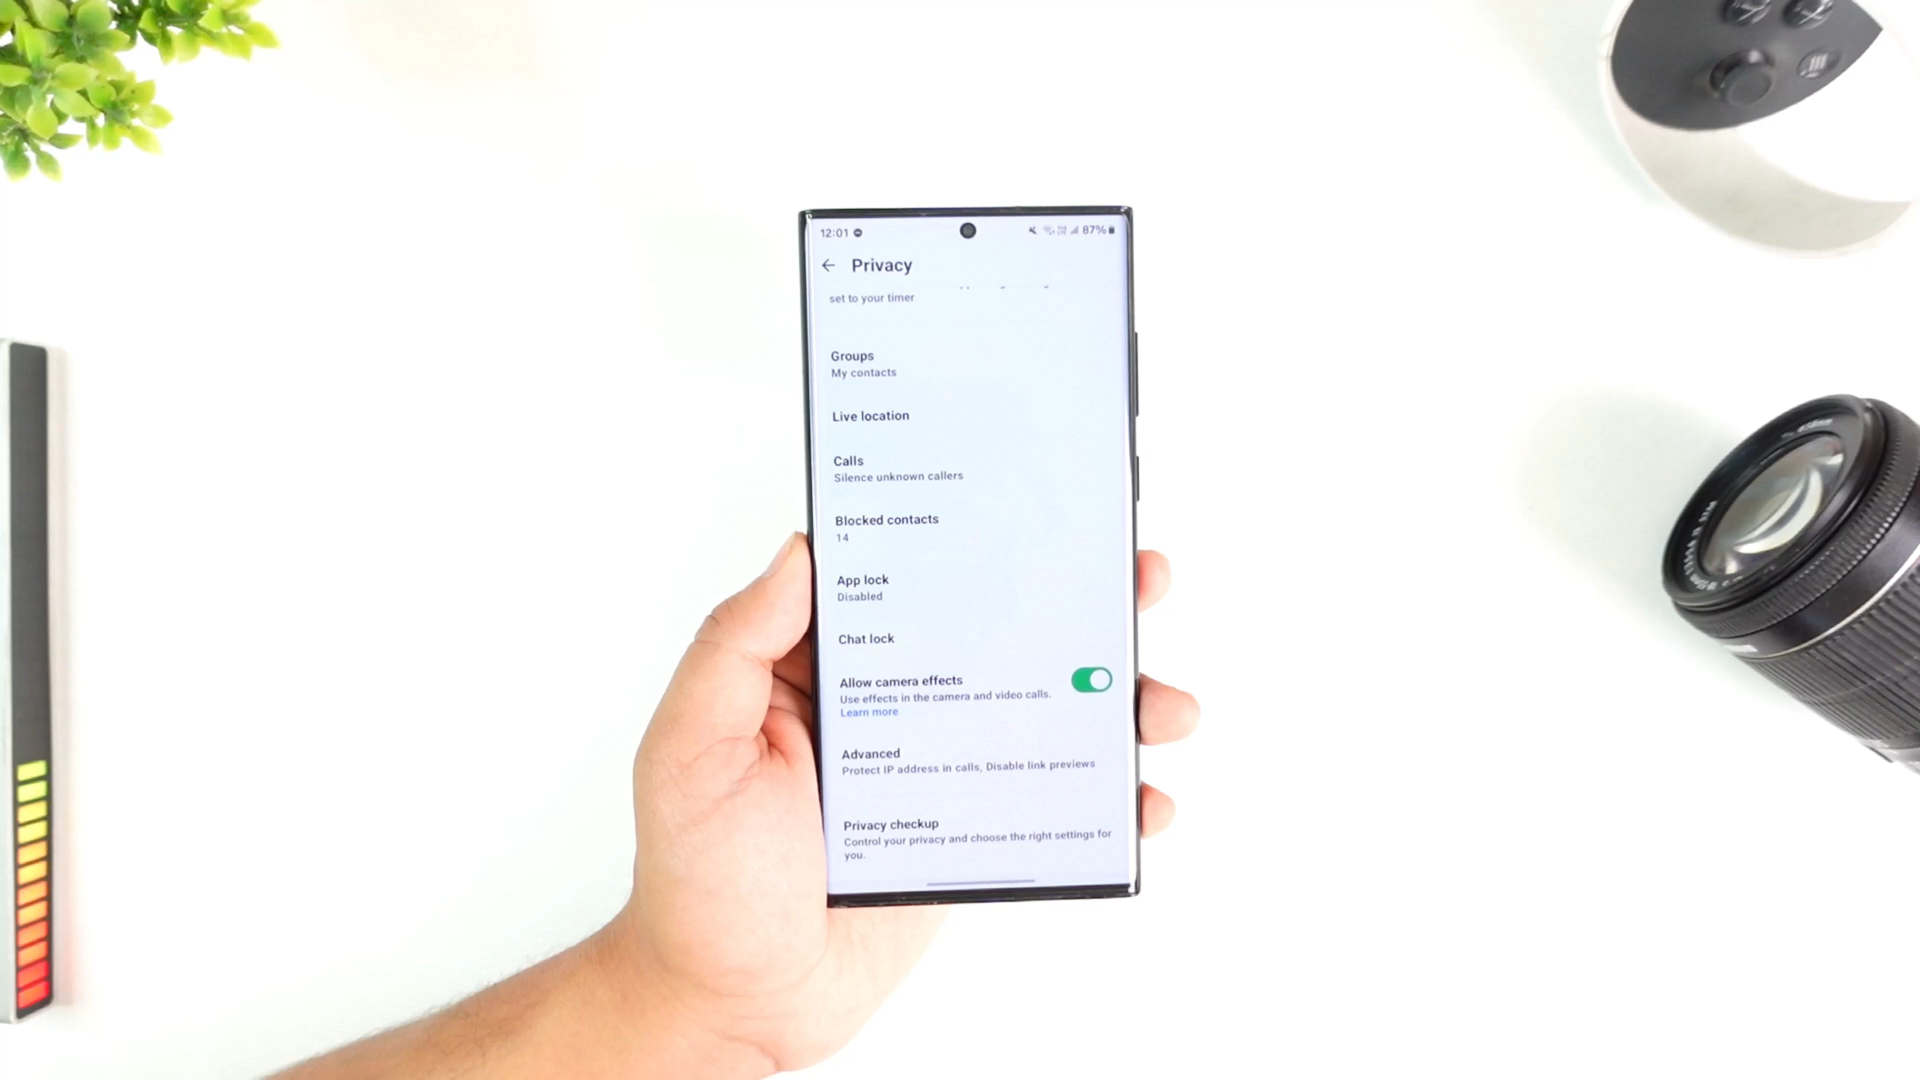 12:01 87%
Privacy
set to your timer
Groups
My contacts
Live location
Calls
Silence unknown callers
Blocked contacts
14
App lock
Disabled
Chat lock
Allow camera effects
Use effects in the camera and video calls.
Learn more
Advanced
Protect IP address in calls, Disable link previews
Privacy checkup
Control your privacy and choose the right settings for
you.